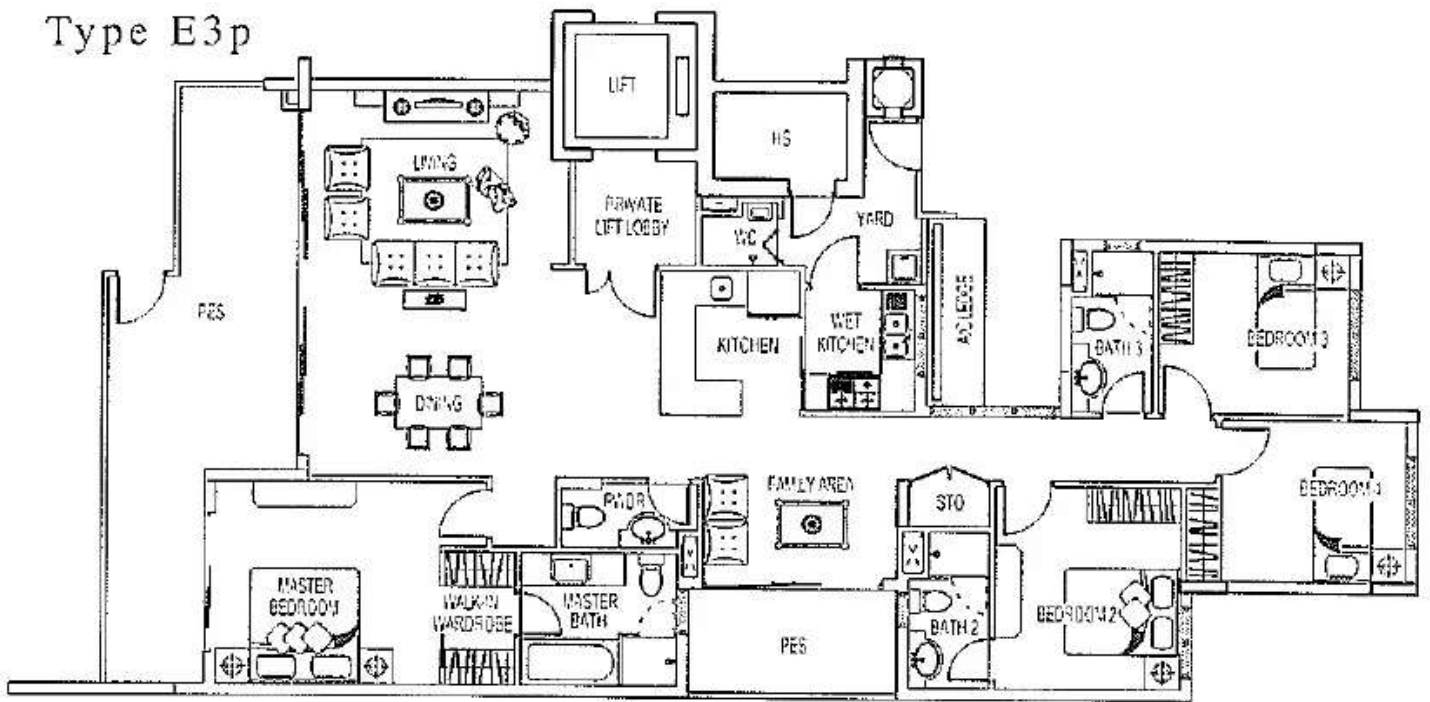 Type E3p
LIFT
HS
LIVING
PRIVATE
LIFT LOBBY
WC
YARD
PES
KITCHEN
WET
KITCHEN
AC LEDGE
BATH 3
BEDROOM 3
DINING
PWDR
FAMILY AREA
STO
BEDROOM 4
MASTER
BEDROOM
WALK-IN
WARDROBE
MASTER
BATH
PES
BATH 2
BEDROOM 2